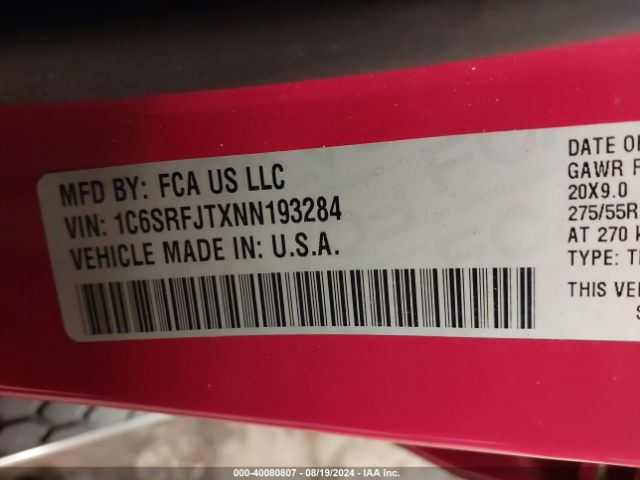 MFD BY: FCA US LLC
VIN: 1C6SRFJTXNN193284
VEHICLE MADE IN: U.S.A.
DATE OF
GAWR F
20X9.0
275/55R
AT 270
TYPE:
THIS VE
000-40080807 - 08/19/2024 - IAA Inc.